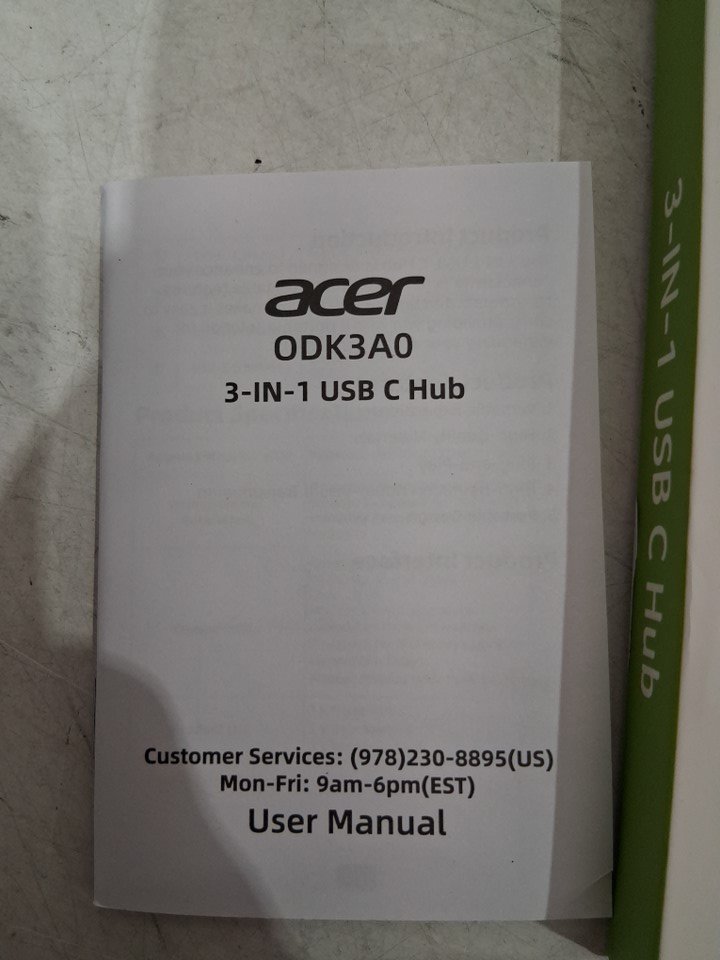 acer
ODK3A0
3-IN-1 USB C Hub
Customer Services: (978)230-8895(US)
Mon-Fri: 9am-6pm(EST)
User Manual
3-IN-1 USB C Hub